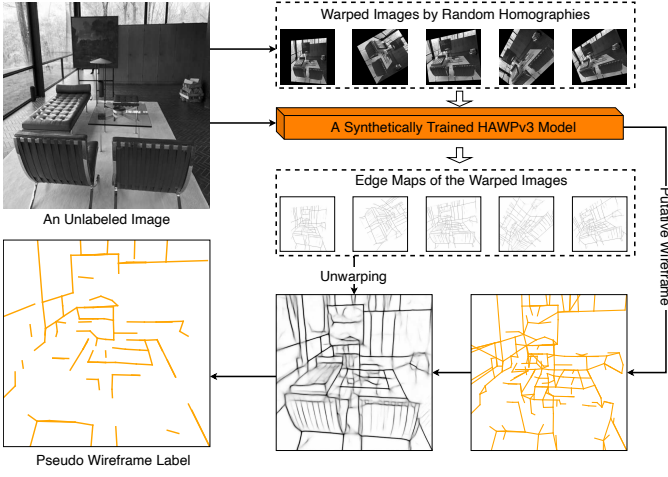 Warped Images by Random Homographies
A Synthetically Trained HAWPv3 Model
An Unlabeled Image
Edge Maps of the Warped Images
Putative Wireframe
Unwarping
Pseudo Wireframe Label